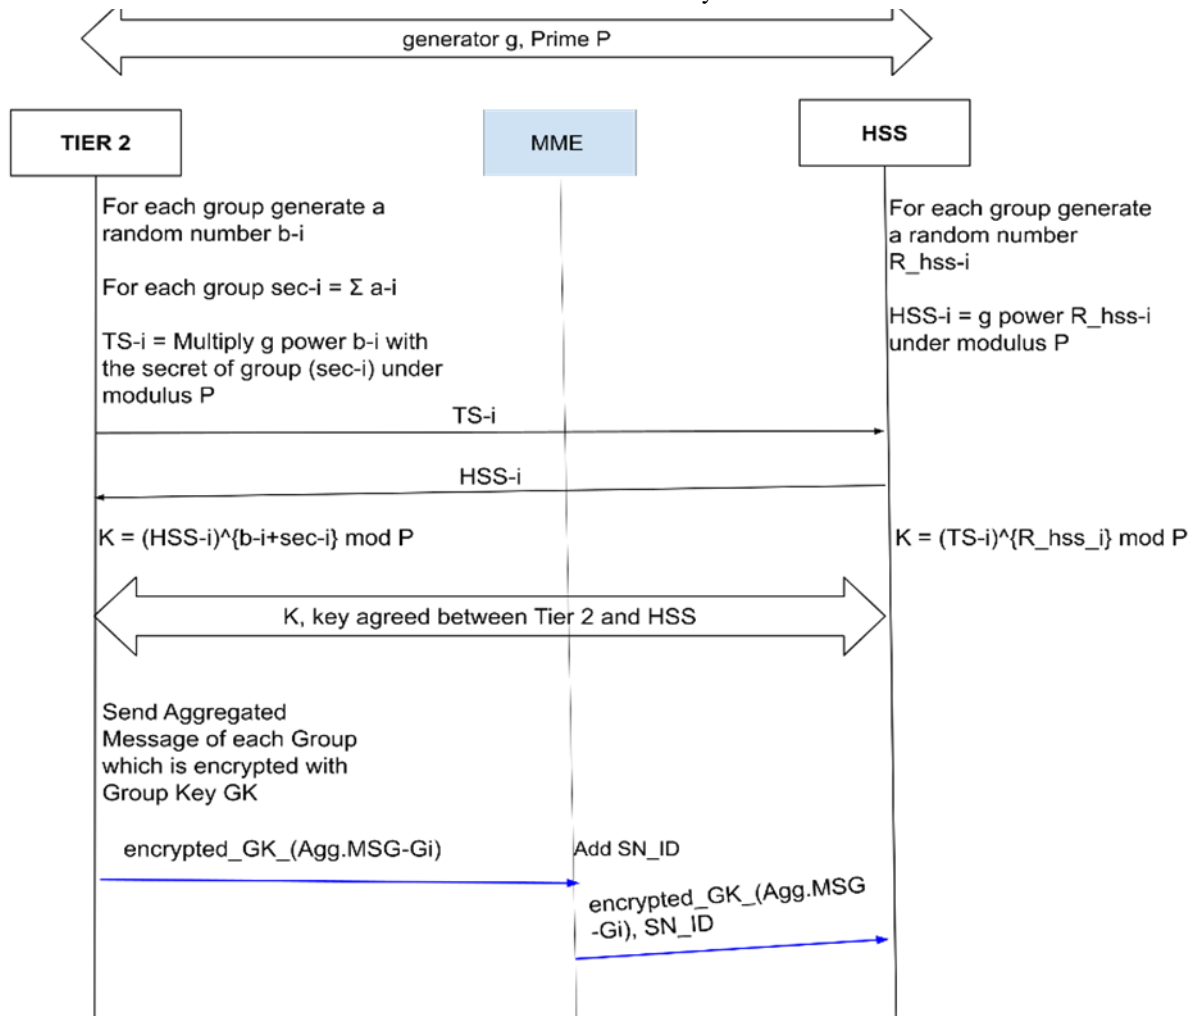 generator g, Prime P
TIER 2
MME
HSS
For each group generate a
random number b-i
For each group sec-i = Σ a-i
TS-i = Multiply g power b-i with
the secret of group (sec-i) under
modulus P
For each group generate
a random number
R_hss-i
HSS-i = g power R_hss-i
under modulus P
TS-i
HSS-i
K = (HSS-i)^{b-i+sec-i} mod P
K = (TS-i)^{R_hss_i} mod P
K, key agreed between Tier 2 and HSS
Send Aggregated
Message of each Group
which is encrypted with
Group Key GK
encrypted_GK_(Agg.MSG-Gi)
Add SN_ID
encrypted_GK_(Agg.MSG
-Gi), SN_ID